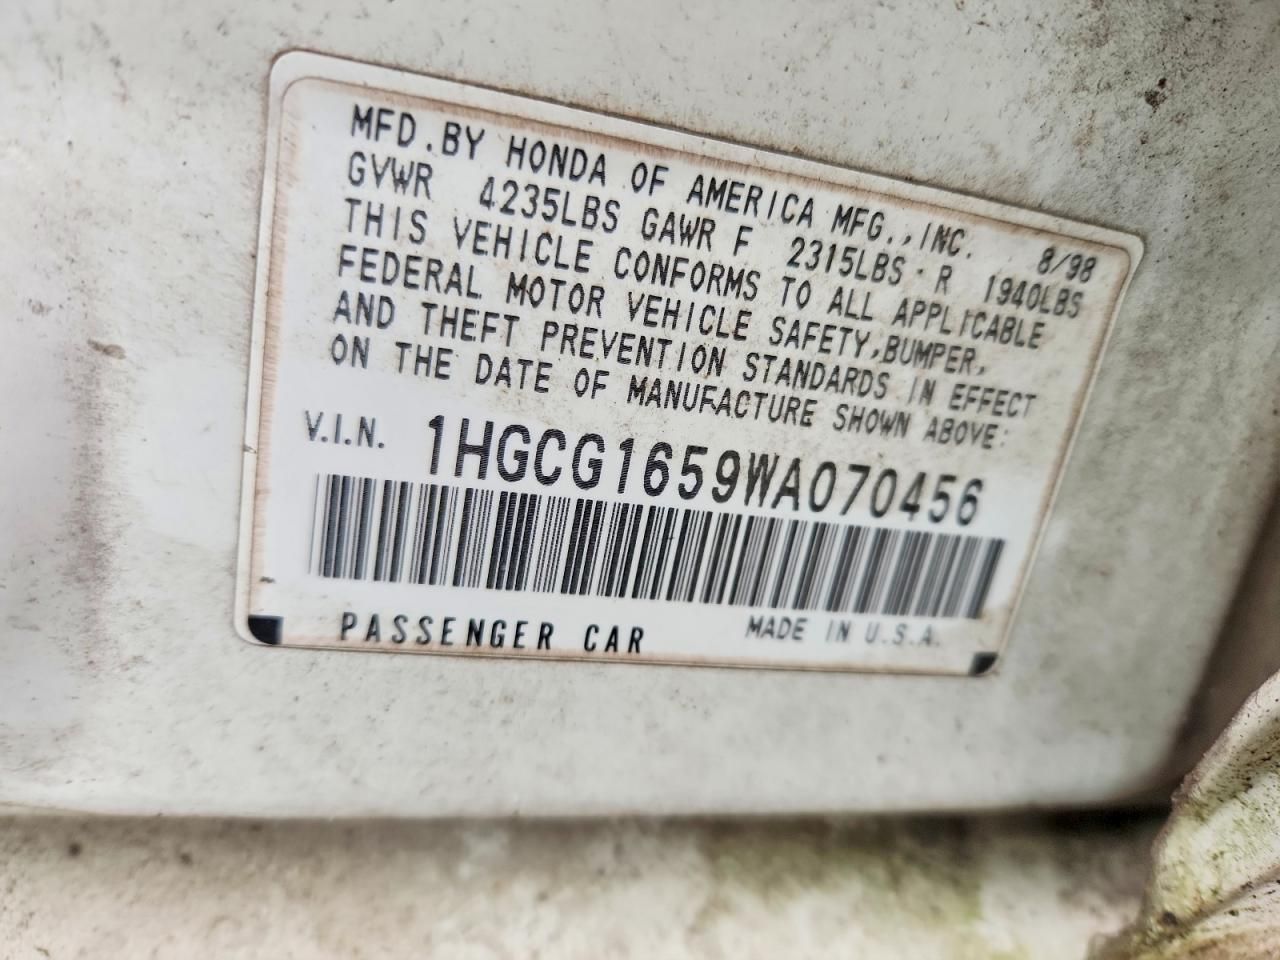 MFD.BY HONDA OF AMERICA MFG.,INC. 8/98
GVWR 4235LBS GAWR F 2315LBS R 1940LBS
THIS VEHICLE CONFORMS TO ALL APPLICABLE
FEDERAL MOTOR VEHICLE SAFETY,BUMPER,
AND THEFT PREVENTION STANDARDS IN EFFECT
ON THE DATE OF MANUFACTURE SHOWN ABOVE:
V.I.N. 1HGCG1659WA070456
PASSENGER CAR MADE IN U.S.A.